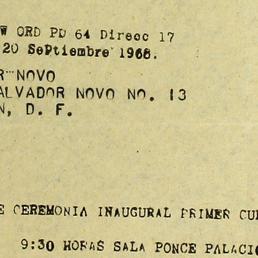 W ORD PD 64 Direcc 17
20 SePtiembre 1968.
R NOVO
ALVADOR NOVO NO. 13
N, D. F.
E CEREMONIA INAUGURAL PRIMER CUR
9:30 HORAS SALA PONCE PALACIO